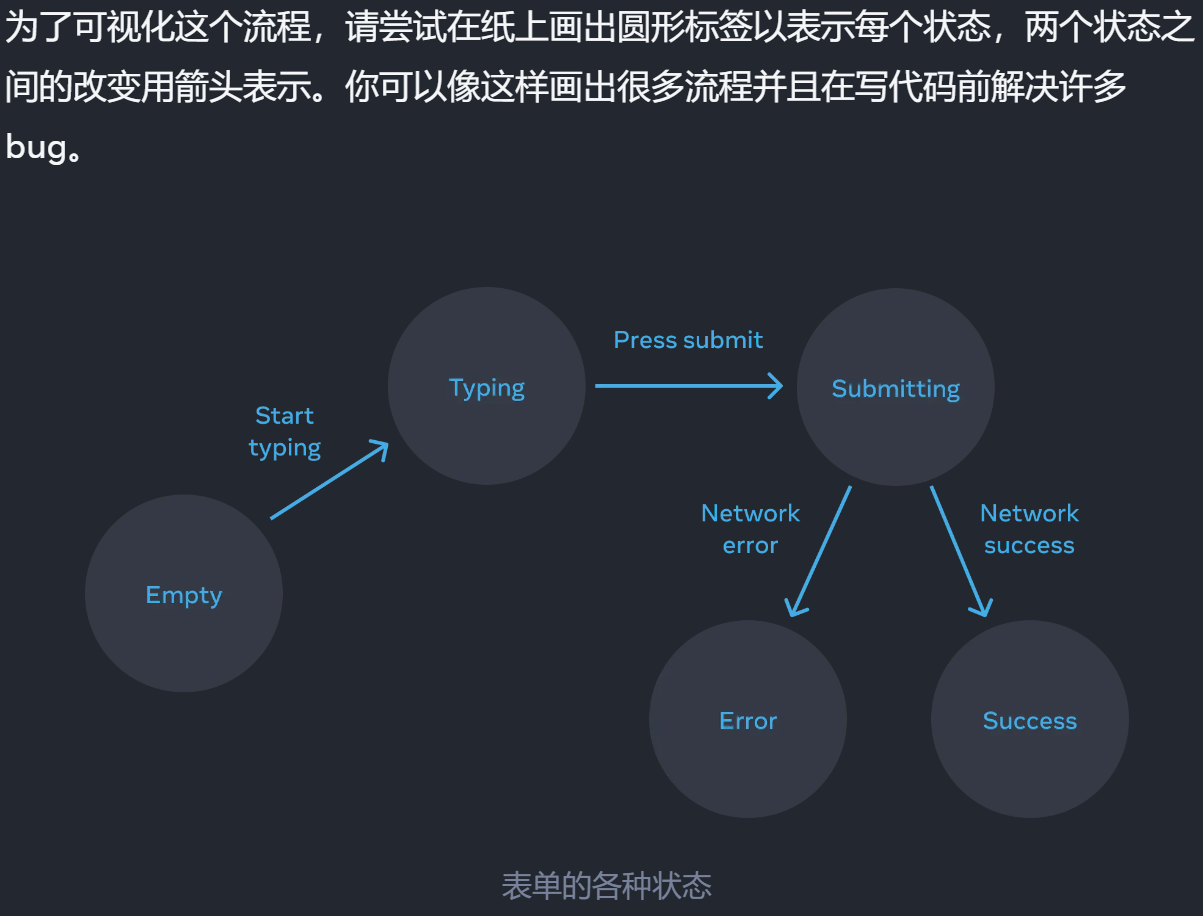 为了可视化这个流程，请尝试在纸上画出圆形标签以表示每个状态，两个状态之
间的改变用箭头表示。你可以像这样画出很多流程并且在写代码前解决许多
bug。
Press submit
Typing
Submitting
Start
typing
Network
error
Network
success
Empty
Error
Success
表单的各种状态